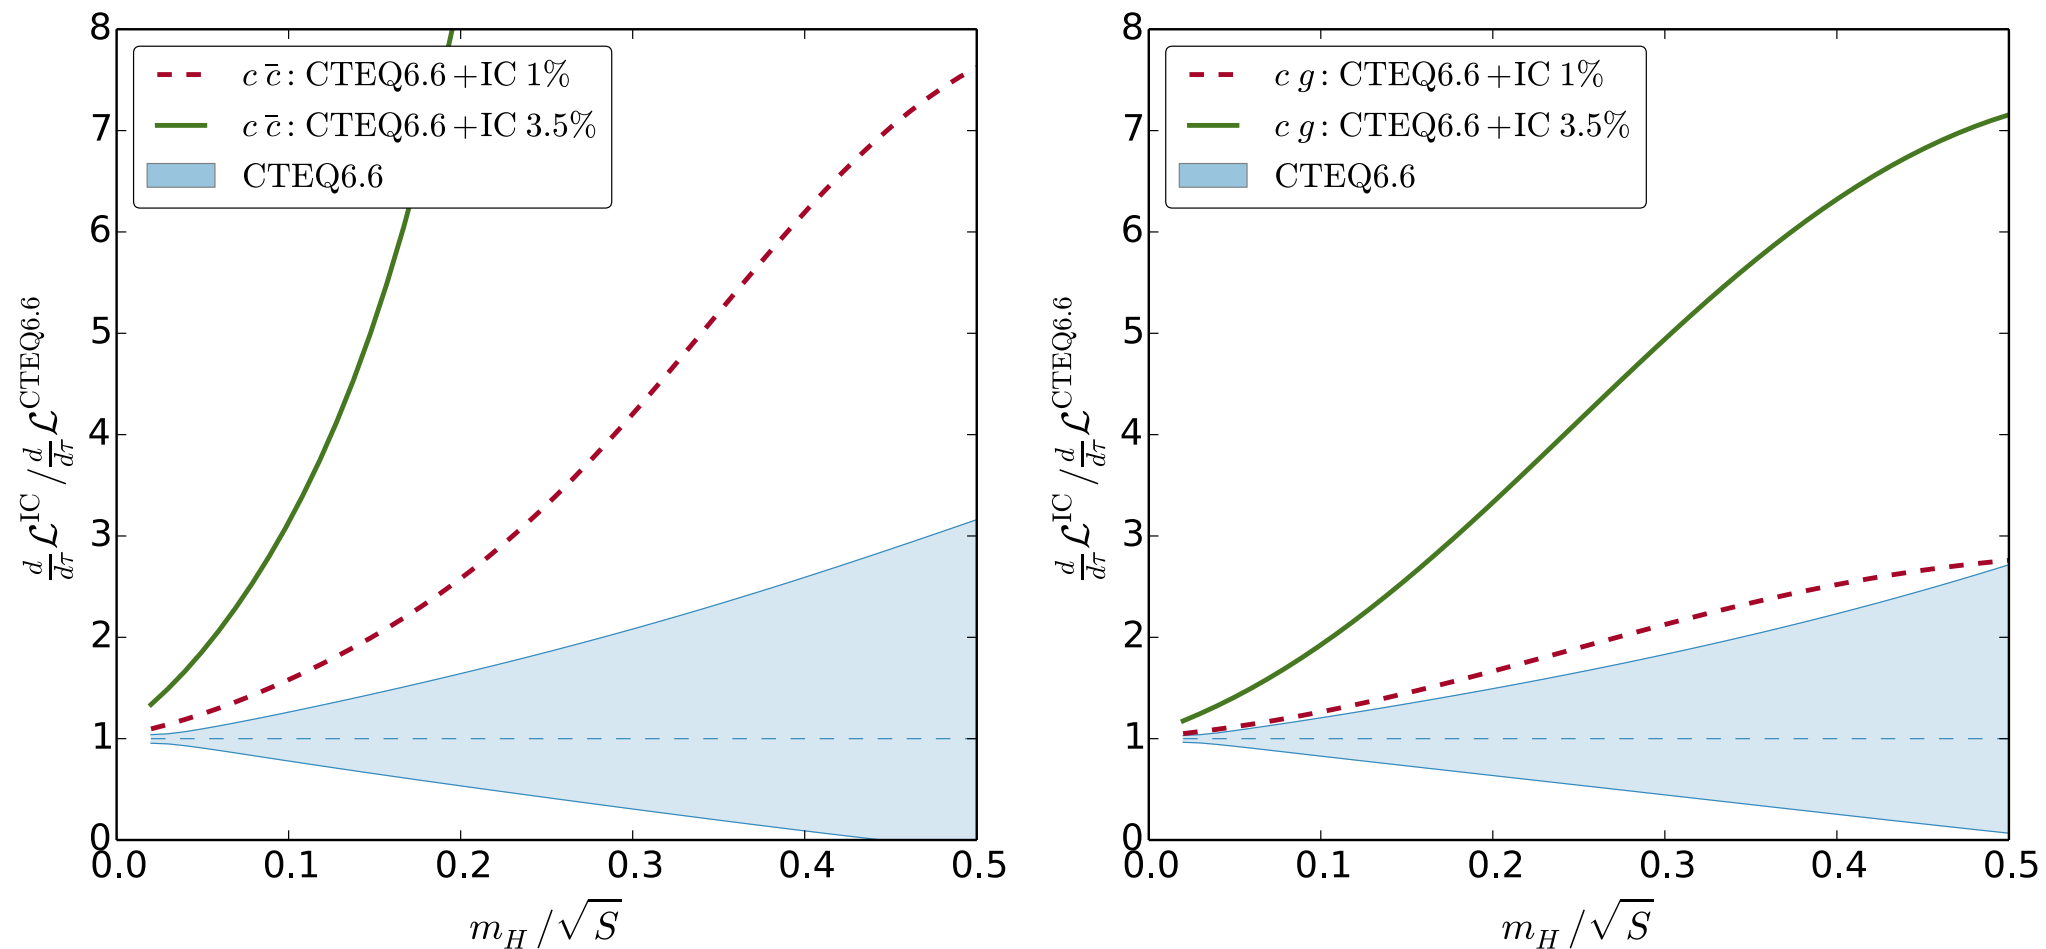 8
7
6
5
4
3
2
1
0
0.0 0.1 0.2 0.3 0.4 0.5
c c̄ : CTEQ6.6 +IC 1%
c c̄ : CTEQ6.6 +IC 3.5%
CTEQ6.6
d/dτ ℒ^IC / d/dτ ℒ^CTEQ6.6
m_H /√S
8
7
6
5
4
3
2
1
0
0.0 0.1 0.2 0.3 0.4 0.5
c g : CTEQ6.6 +IC 1%
c g : CTEQ6.6 +IC 3.5%
CTEQ6.6
d/dτ ℒ^IC / d/dτ ℒ^CTEQ6.6
m_H /√S